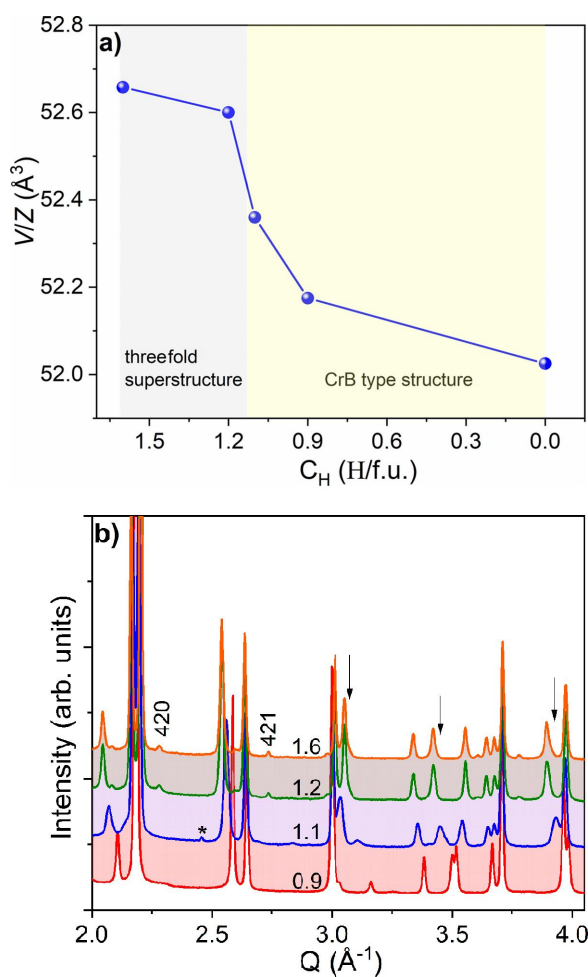 a)
52.8
52.6
52.4
52.2
52.0
V/Z (Å³)
threefold
superstructure
CrB type structure
1.5 1.2 0.9 0.6 0.3 0.0
C_H (H/f.u.)
b)
Intensity (arb. units)
420
421
1.6
1.2
*
1.1
0.9
2.0 2.5 3.0 3.5 4.0
Q (Å⁻¹)